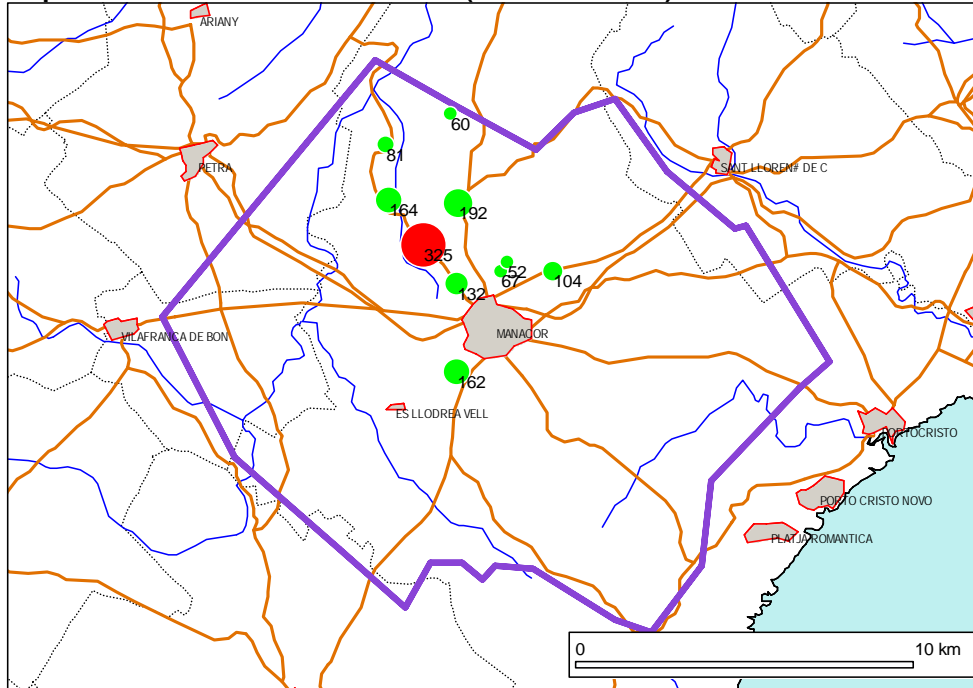 ARIANY
60
81
PETRA
SANT LLOREN# DE C
164
192
325
52
67
104
132
VILAFRANCA DE BON
MANACOR
162
ES LLODREA VELL
PORTOCRISTO
PORTO CRISTO NOVO
PLATJA ROMANTICA
0 10 km